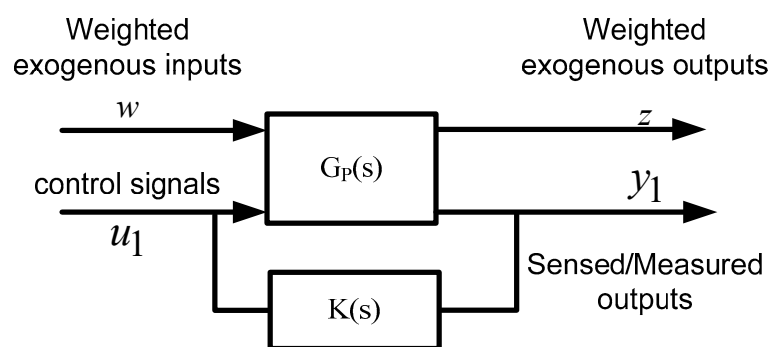 Weighted
exogenous inputs
Weighted
exogenous outputs
w
z
G_P(s)
control signals
u_1
y_1
K(s)
Sensed/Measured
outputs